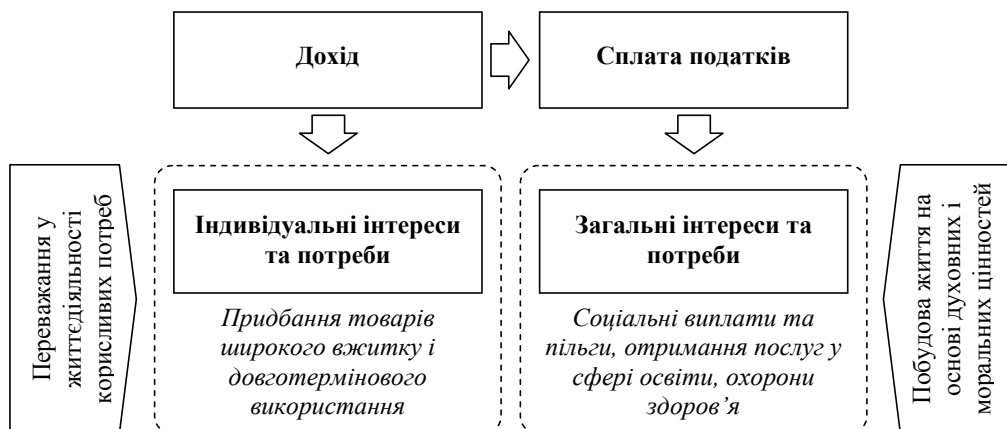 Дохід
Сплата податків
Переважання у
життєдіяльності
корисливих потреб
Індивідуальні інтереси
та потреби
Придбання товарів
широкого вжитку і
довготермінового
використання
Загальні інтереси та
потреби
Соціальні виплати та
пільги, отримання послуг у
сфері освіти, охорони
здоров’я
Побудова життя на
основі духовних і
моральних цінностей